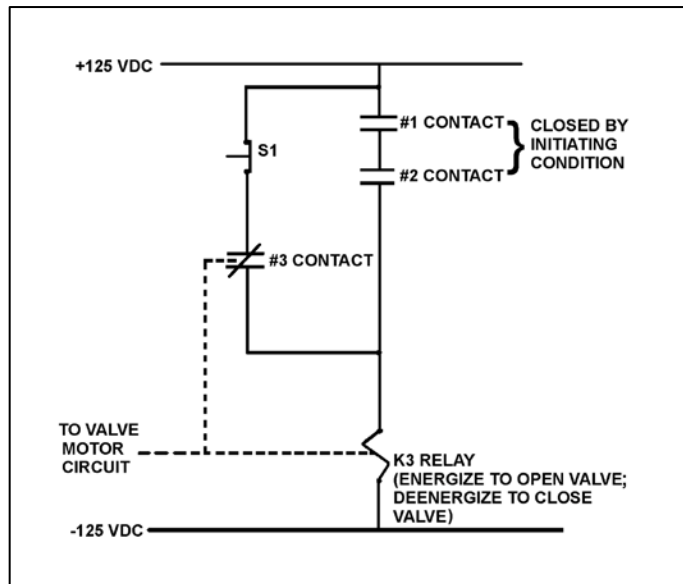 +125 VDC
#1 CONTACT
CLOSED BY
INITIATING
CONDITION
S1
#2 CONTACT
#3 CONTACT
TO VALVE
MOTOR
CIRCUIT
K3 RELAY
(ENERGIZE TO OPEN VALVE;
DEENERGIZE TO CLOSE
VALVE)
-125 VDC